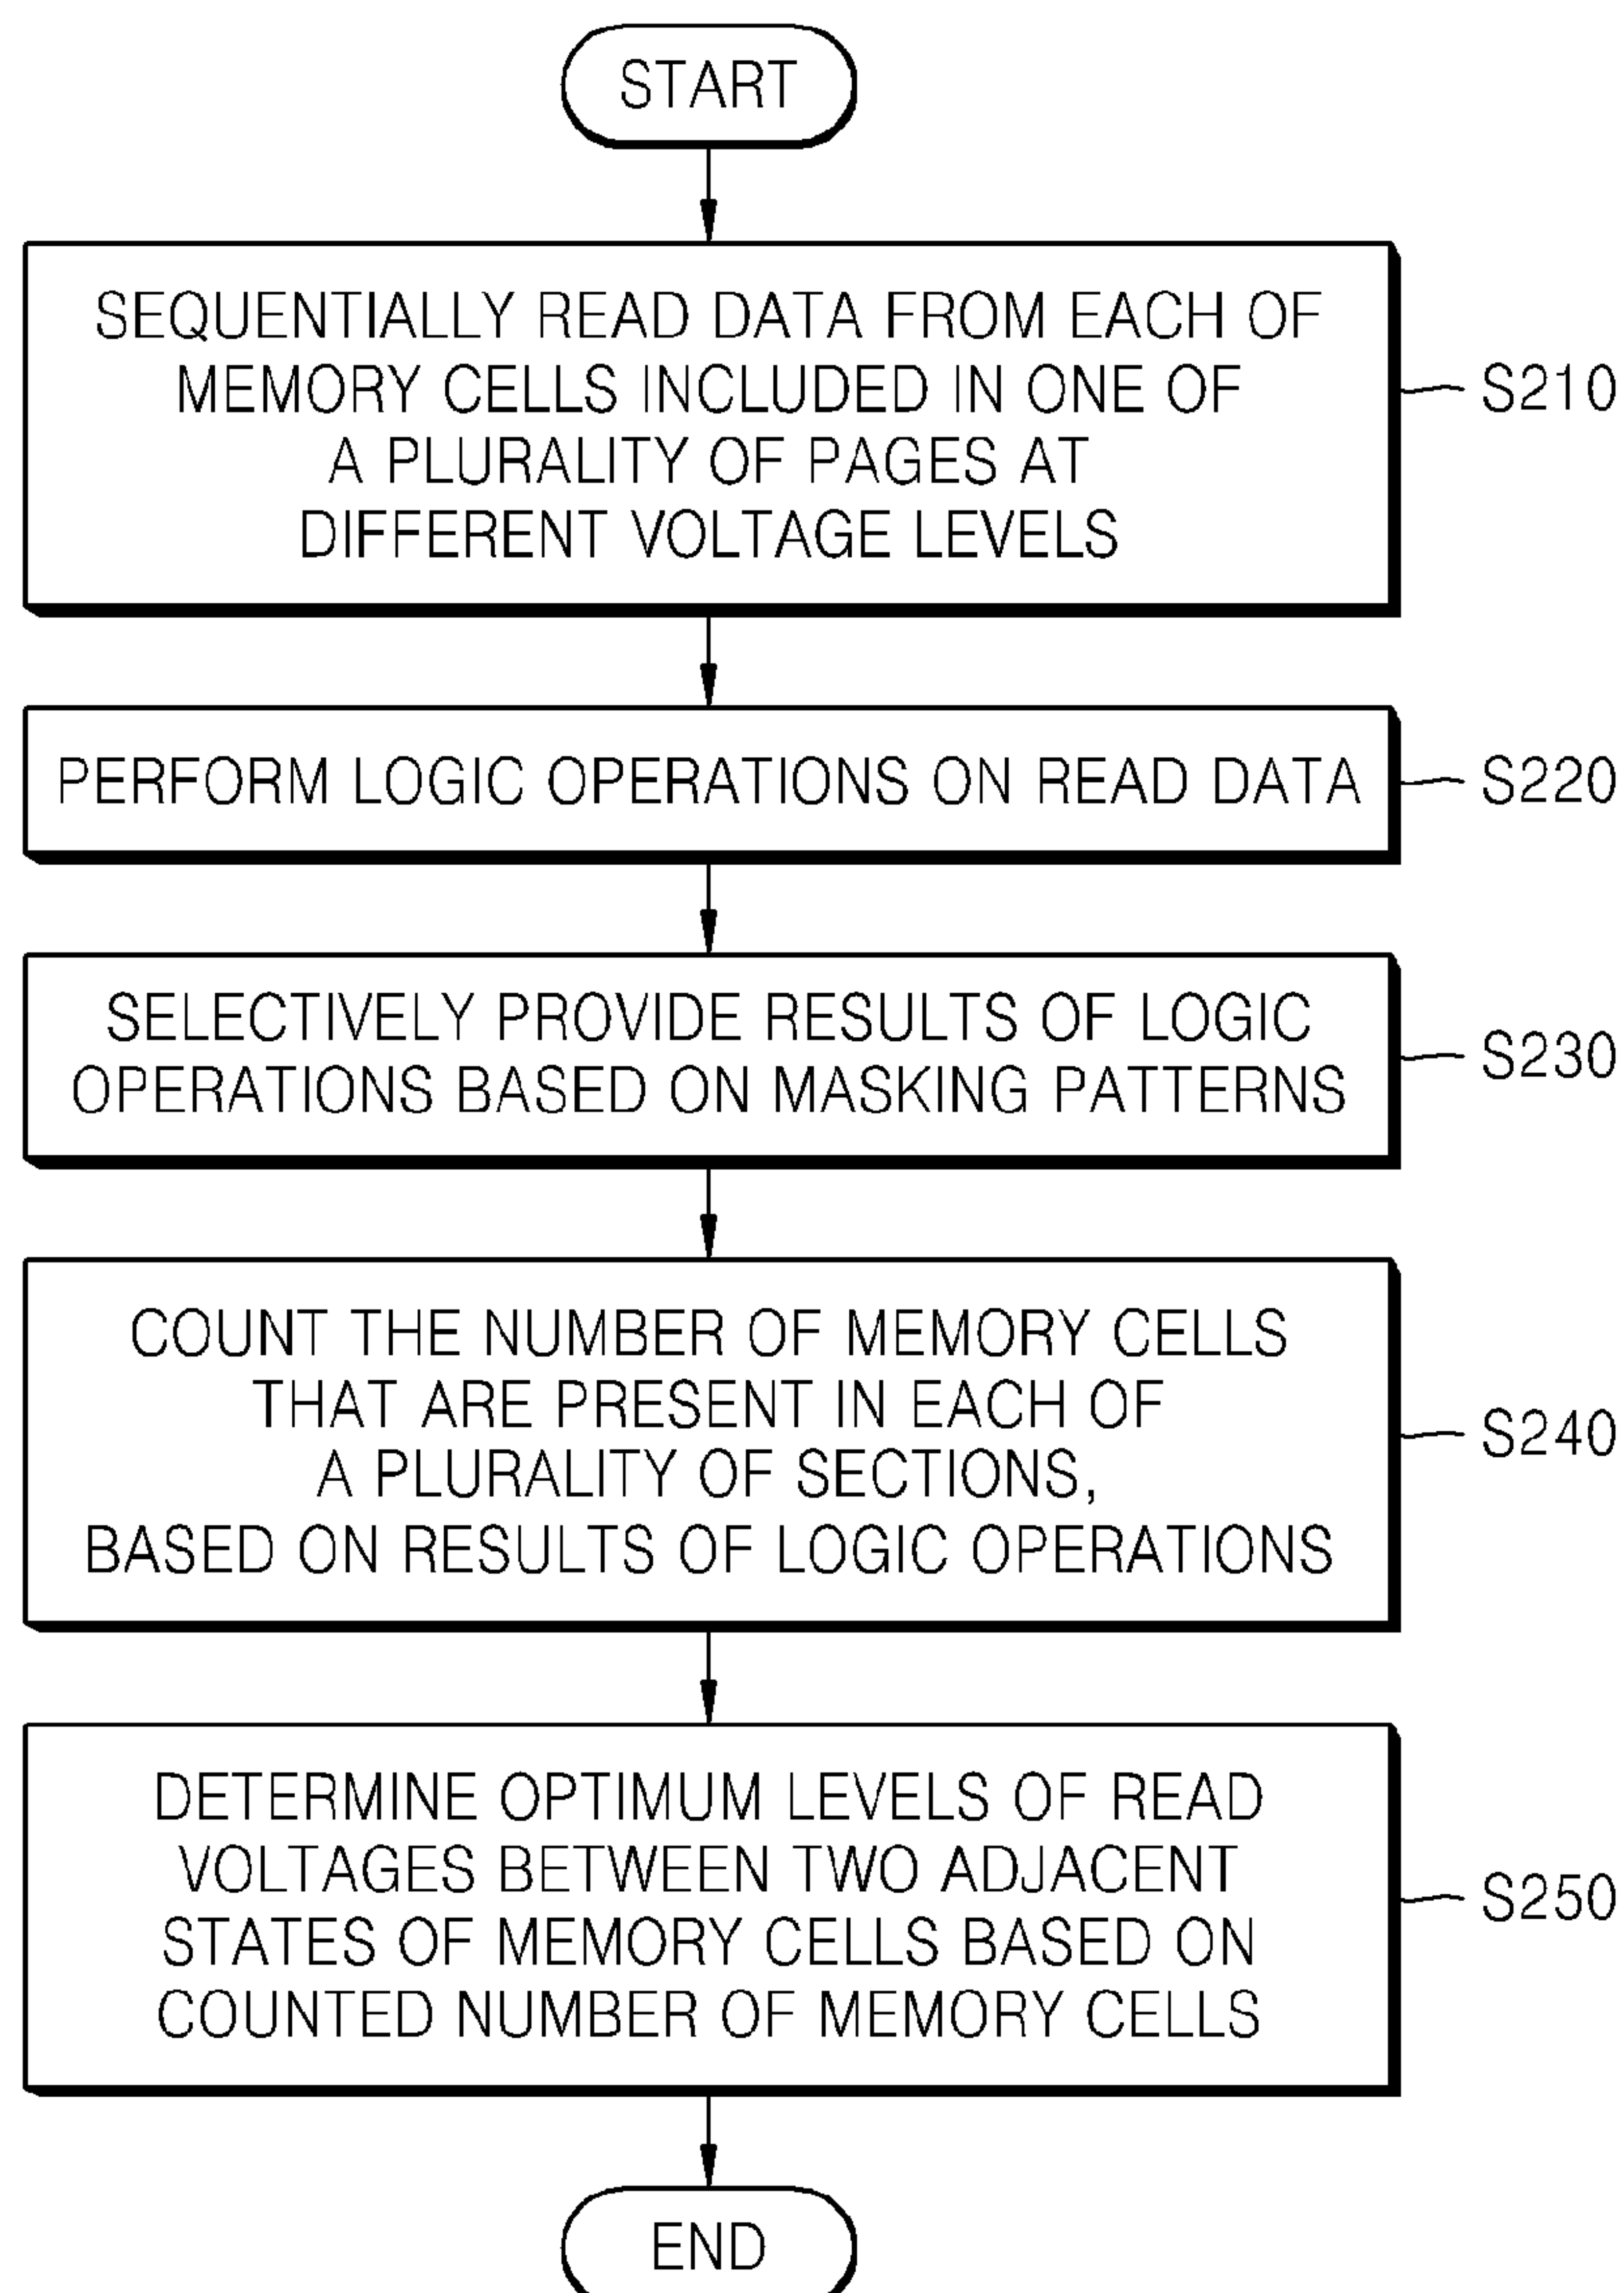 START
SEQUENTIALLY READ DATA FROM EACH OF
MEMORY CELLS INCLUDED IN ONE OF
A PLURALITY OF PAGES AT
DIFFERENT VOLTAGE LEVELS
S210
PERFORM LOGIC OPERATIONS ON READ DATA
S220
SELECTIVELY PROVIDE RESULTS OF LOGIC
OPERATIONS BASED ON MASKING PATTERNS
S230
COUNT THE NUMBER OF MEMORY CELLS
THAT ARE PRESENT IN EACH OF
A PLURALITY OF SECTIONS,
BASED ON RESULTS OF LOGIC OPERATIONS
S240
DETERMINE OPTIMUM LEVELS OF READ
VOLTAGES BETWEEN TWO ADJACENT
STATES OF MEMORY CELLS BASED ON
COUNTED NUMBER OF MEMORY CELLS
S250
END